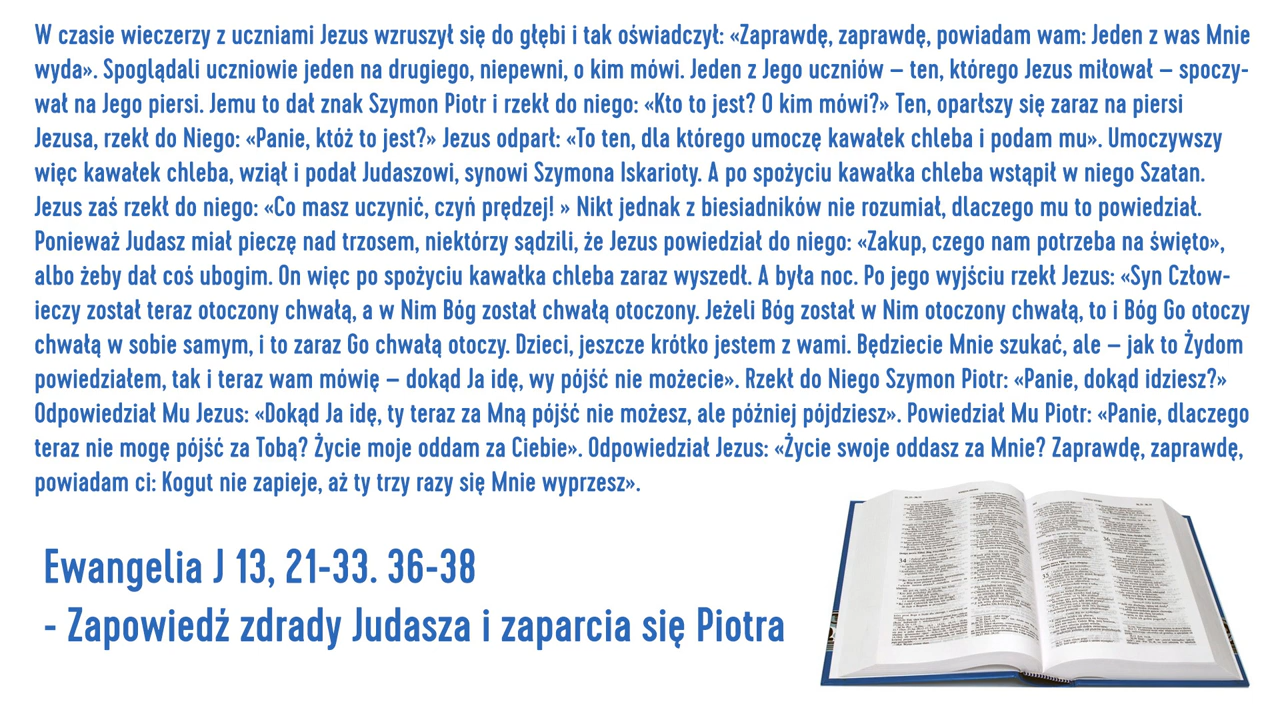 W czasie wieczerzy z uczniami Jezus wzruszył się do głębi i tak oświadczył: «Zaprawdę, zaprawdę, powiadam wam: Jeden z was Mnie
wyda». Spoglądali uczniowie jeden na drugiego, niepewni, o kim mówi. Jeden z Jego uczniów – ten, którego Jezus miłował – spoczy-
wał na Jego piersi. Jemu to dał znak Szymon Piotr i rzekł do niego: «Kto to jest? O kim mówi?» Ten, oparłszy się zaraz na piersi
Jezusa, rzekł do Niego: «Panie, któż to jest?» Jezus odparł: «To ten, dla którego umoczę kawałek chleba i podam mu». Umoczywszy
więc kawałek chleba, wziął i podał Judaszowi, synowi Szymona Iskarioty. A po spożyciu kawałka chleba wstąpił w niego Szatan.
Jezus zaś rzekł do niego: «Co masz uczynić, czyń prędzej! » Nikt jednak z biesiadników nie rozumiał, dlaczego mu to powiedział.
Ponieważ Judasz miał pieczę nad trzosem, niektórzy sądzili, że Jezus powiedział do niego: «Zakup, czego nam potrzeba na święto»,
albo żeby dał coś ubogim. On więc po spożyciu kawałka chleba zaraz wyszedł. A była noc. Po jego wyjściu rzekł Jezus: «Syn Człow-
ieczy został teraz otoczony chwałą, a w Nim Bóg został chwałą otoczony. Jeżeli Bóg został w Nim otoczony chwałą, to i Bóg Go otoczy
chwałą w sobie samym, i to zaraz Go chwałą otoczy. Dzieci, jeszcze krótko jestem z wami. Będziecie Mnie szukać, ale – jak to Żydom
powiedziałem, tak i teraz wam mówię – dokąd Ja idę, wy pójść nie możecie». Rzekł do Niego Szymon Piotr: «Panie, dokąd idziesz?»
Odpowiedział Mu Jezus: «Dokąd Ja idę, ty teraz za Mną pójść nie możesz, ale później pójdziesz». Powiedział Mu Piotr: «Panie, dlaczego
teraz nie mogę pójść za Tobą? Życie moje oddam za Ciebie». Odpowiedział Jezus: «Życie swoje oddasz za Mnie? Zaprawdę, zaprawdę,
powiadam ci: Kogut nie zapieje, aż ty trzy razy się Mnie wyprzesz».
Ewangelia J 13, 21-33. 36-38
- Zapowiedź zdrady Judasza i zaparcia się Piotra